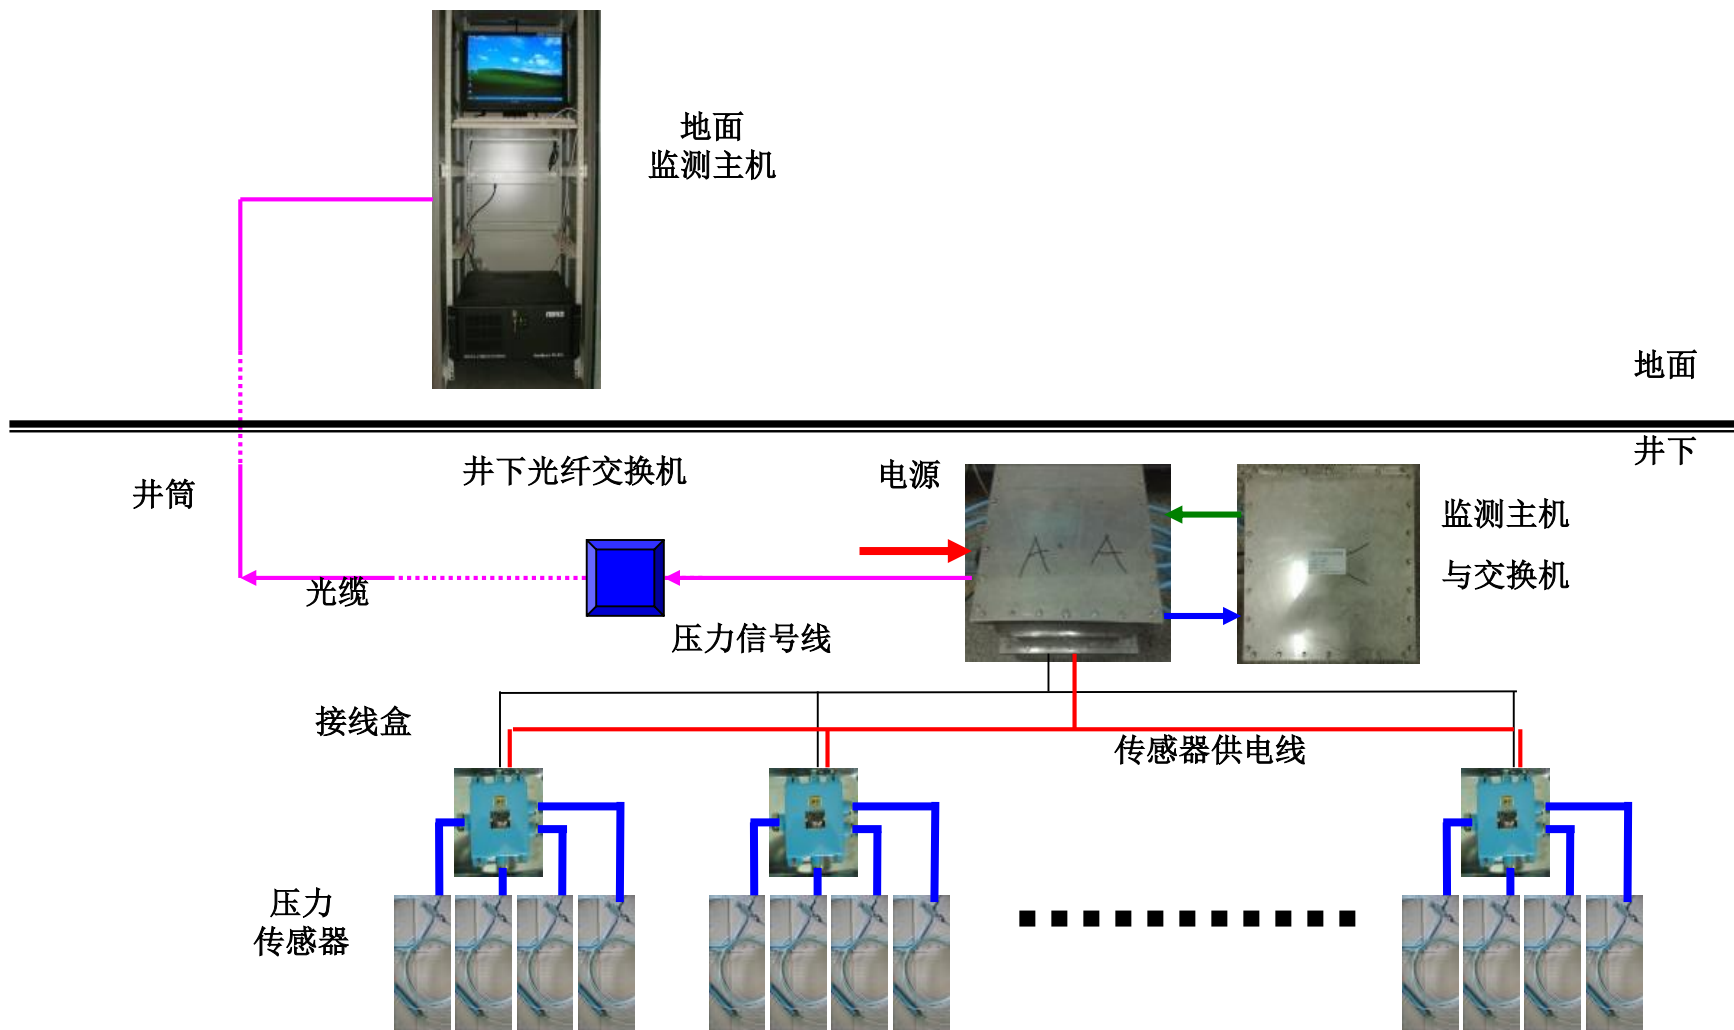 地面
监测主机
地面
井下
井下光纤交换机
电源
井筒
监测主机
与交换机
光缆
压力信号线
接线盒
传感器供电线
压力
传感器
A A